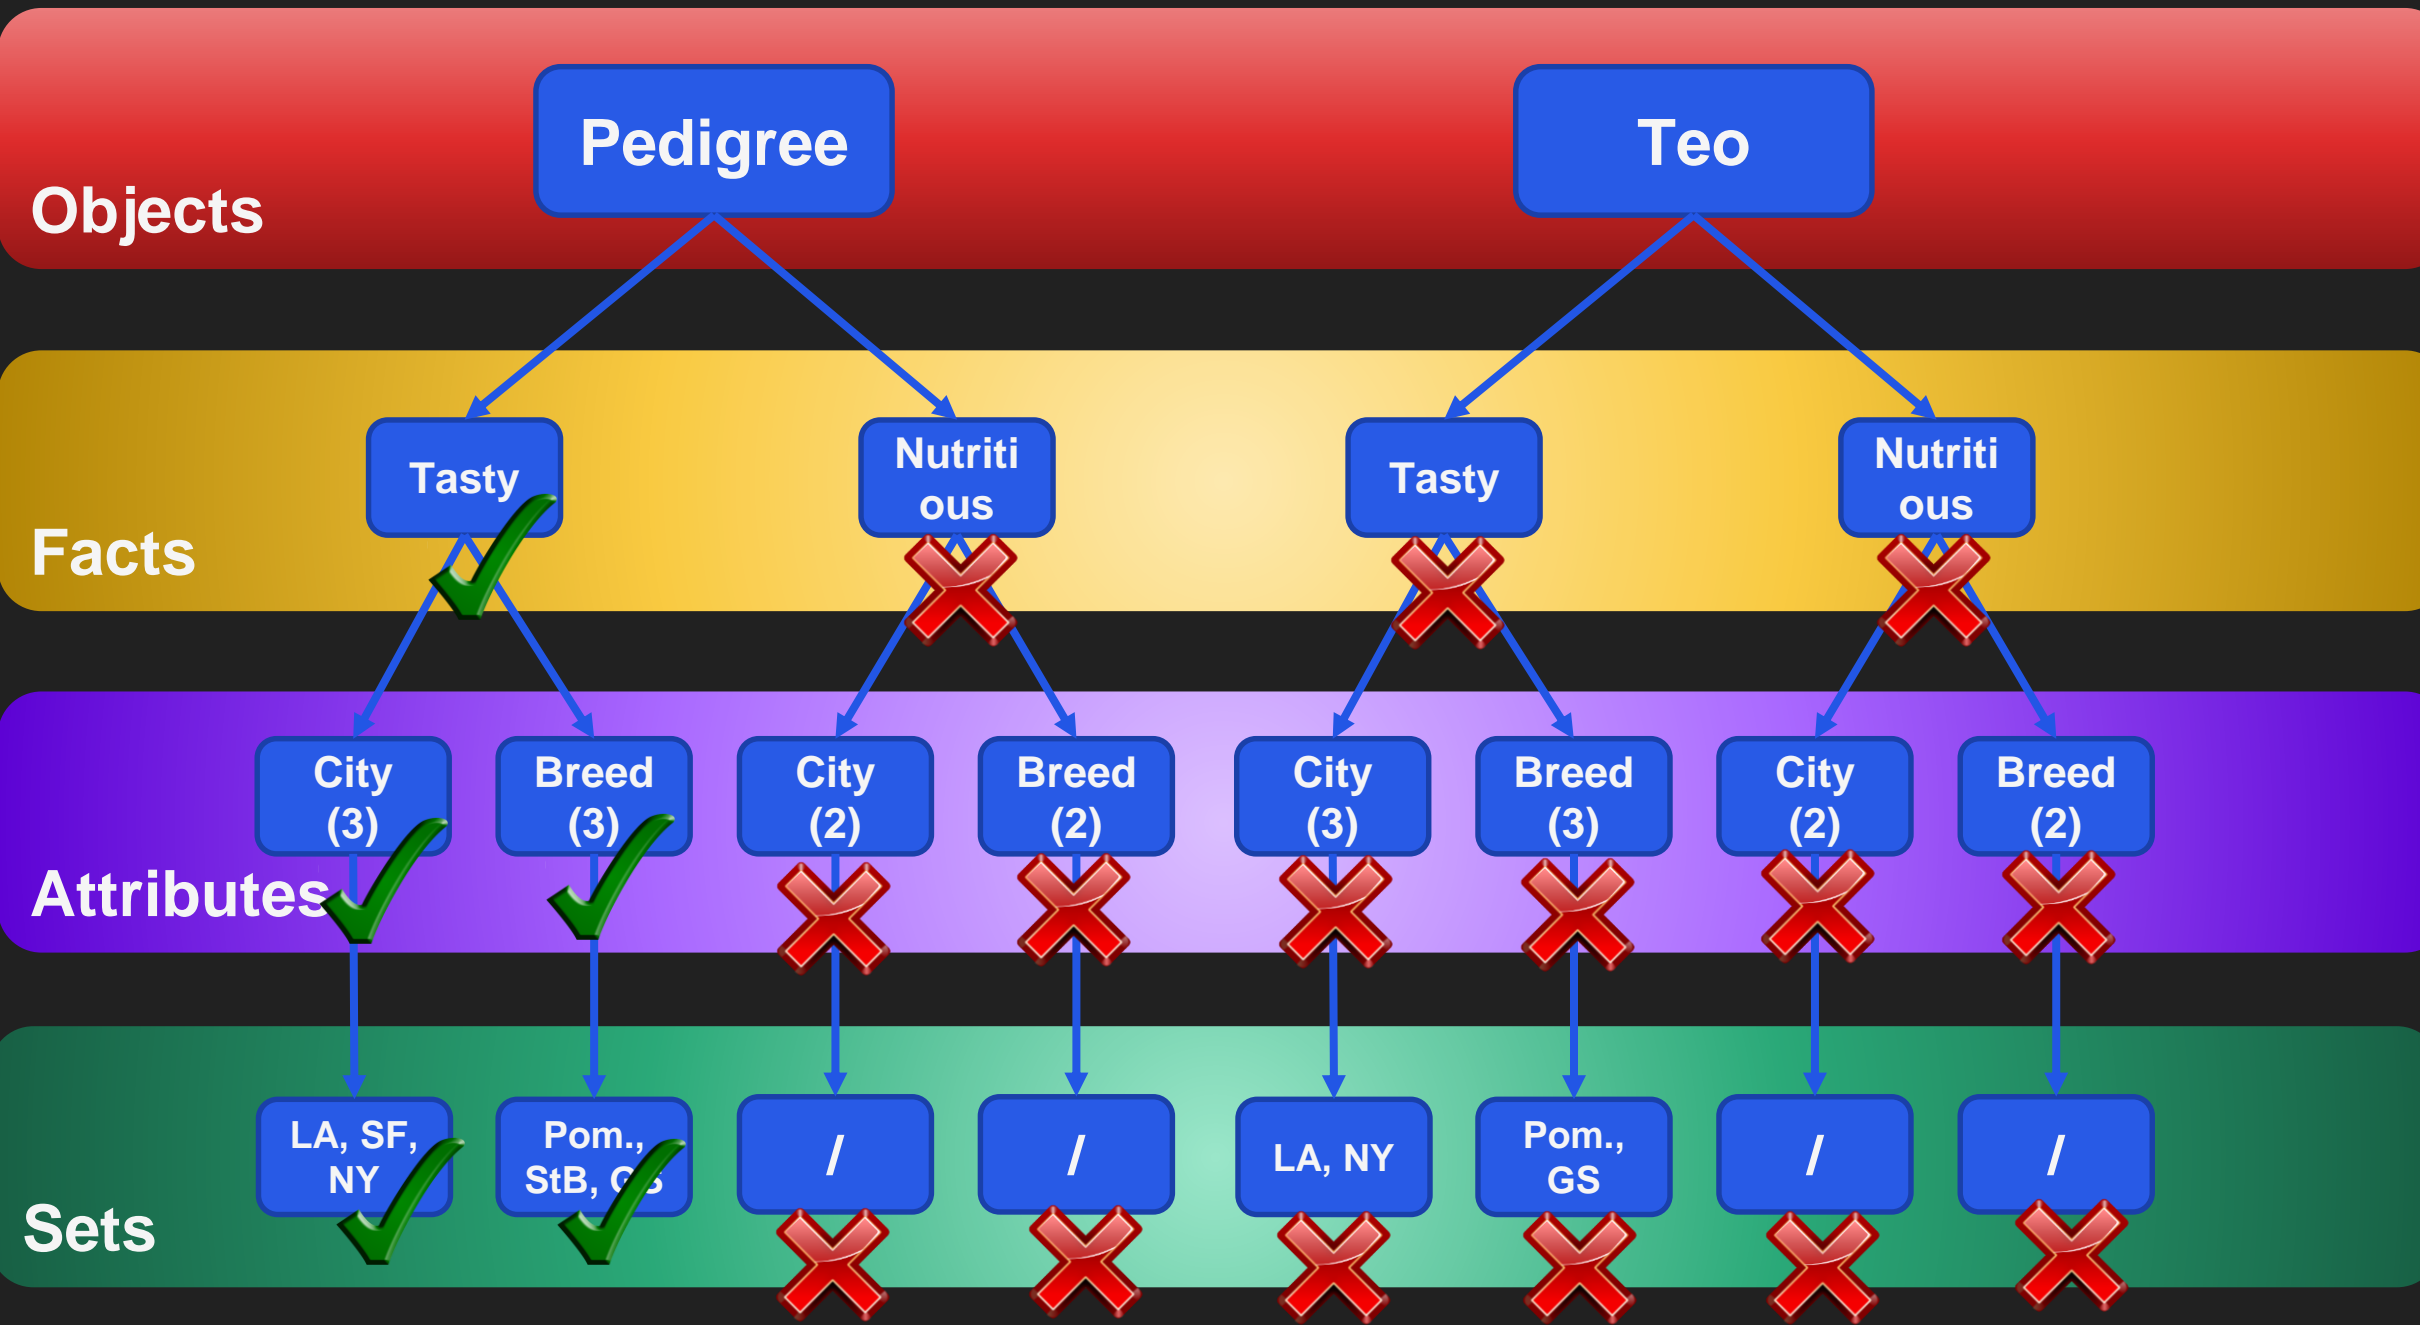 Pedigree
Teo
Objects
Tasty
Nutriti
ous
Tasty
Nutriti
ous
Facts
City
(3)
Breed
(3)
City
(2)
Breed
(2)
City
(3)
Breed
(3)
City
(2)
Breed
(2)
Attributes
LA, SF,
NY
Pom.,
StB, GS
/
/
LA, NY
Pom.,
GS
/
/
Sets